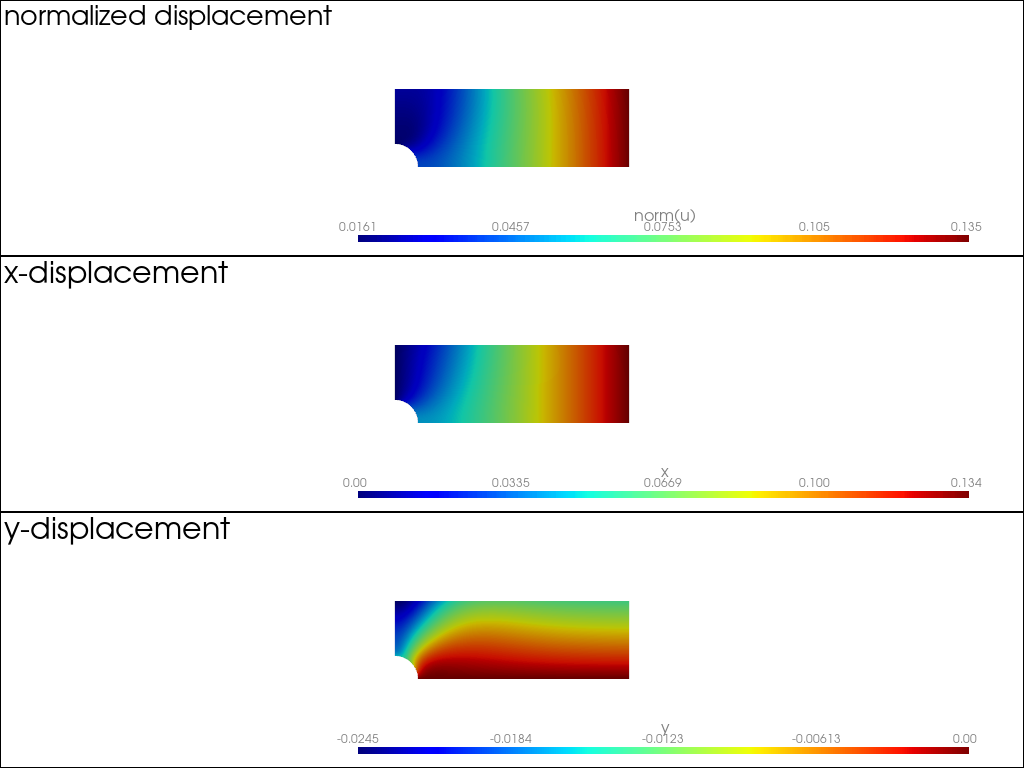 normalized displacement
norm(u)
0.0161 0.0457 0.0753 0.105 0.135
x-displacement
x
0.00 0.0335 0.0669 0.100 0.134
y-displacement
y
-0.0245 -0.0184 -0.0123 -0.00613 0.00